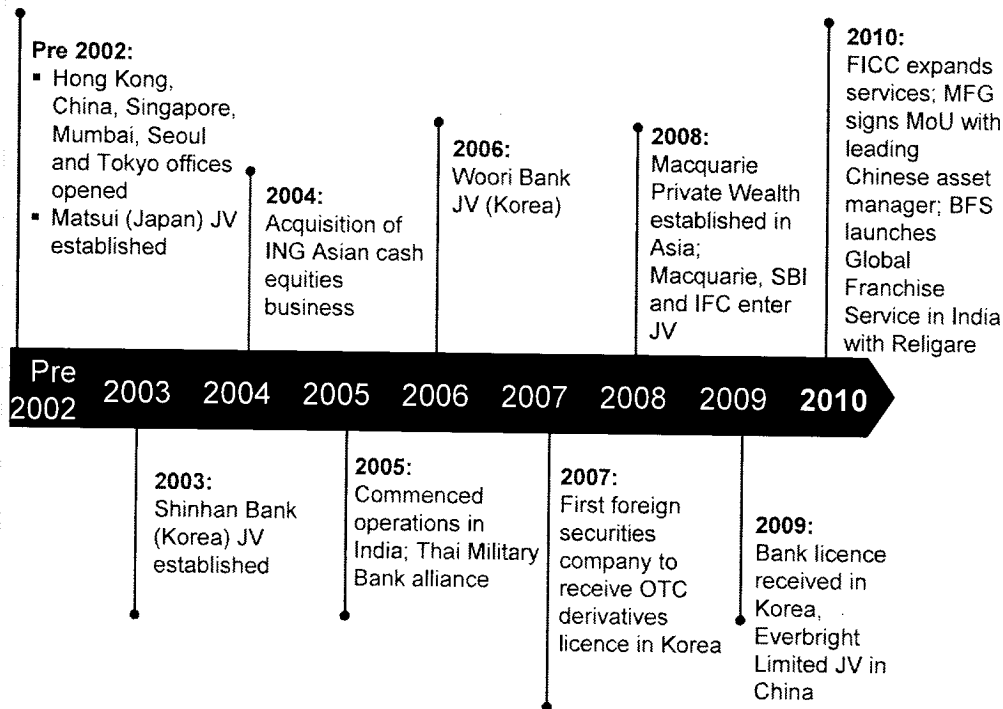 Pre 2002:
▪ Hong Kong,
China, Singapore,
Mumbai, Seoul
and Tokyo offices
opened
▪ Matsui (Japan) JV
established
2004:
Acquisition of
ING Asian cash
equities
business
2006:
Woori Bank
JV (Korea)
2008:
Macquarie
Private Wealth
established in
Asia;
Macquarie, SBI
and IFC enter
JV
2010:
FICC expands
services; MFG
signs MoU with
leading
Chinese asset
manager; BFS
launches
Global
Franchise
Service in India
with Religare
Pre
2002 2003 2004 2005 2006 2007 2008 2009 2010
2003:
Shinhan Bank
(Korea) JV
established
2005:
Commenced
operations in
India; Thai Military
Bank alliance
2007:
First foreign
securities
company to
receive OTC
derivatives
licence in Korea
2009:
Bank licence
received in
Korea,
Everbright
Limited JV in
China